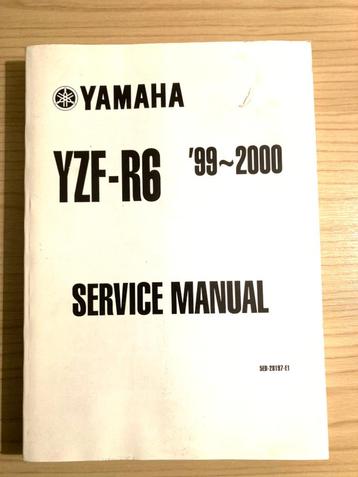 YAMAHA
YZF-R6 '99~2000
SERVICE MANUAL
5EB-28197-E1